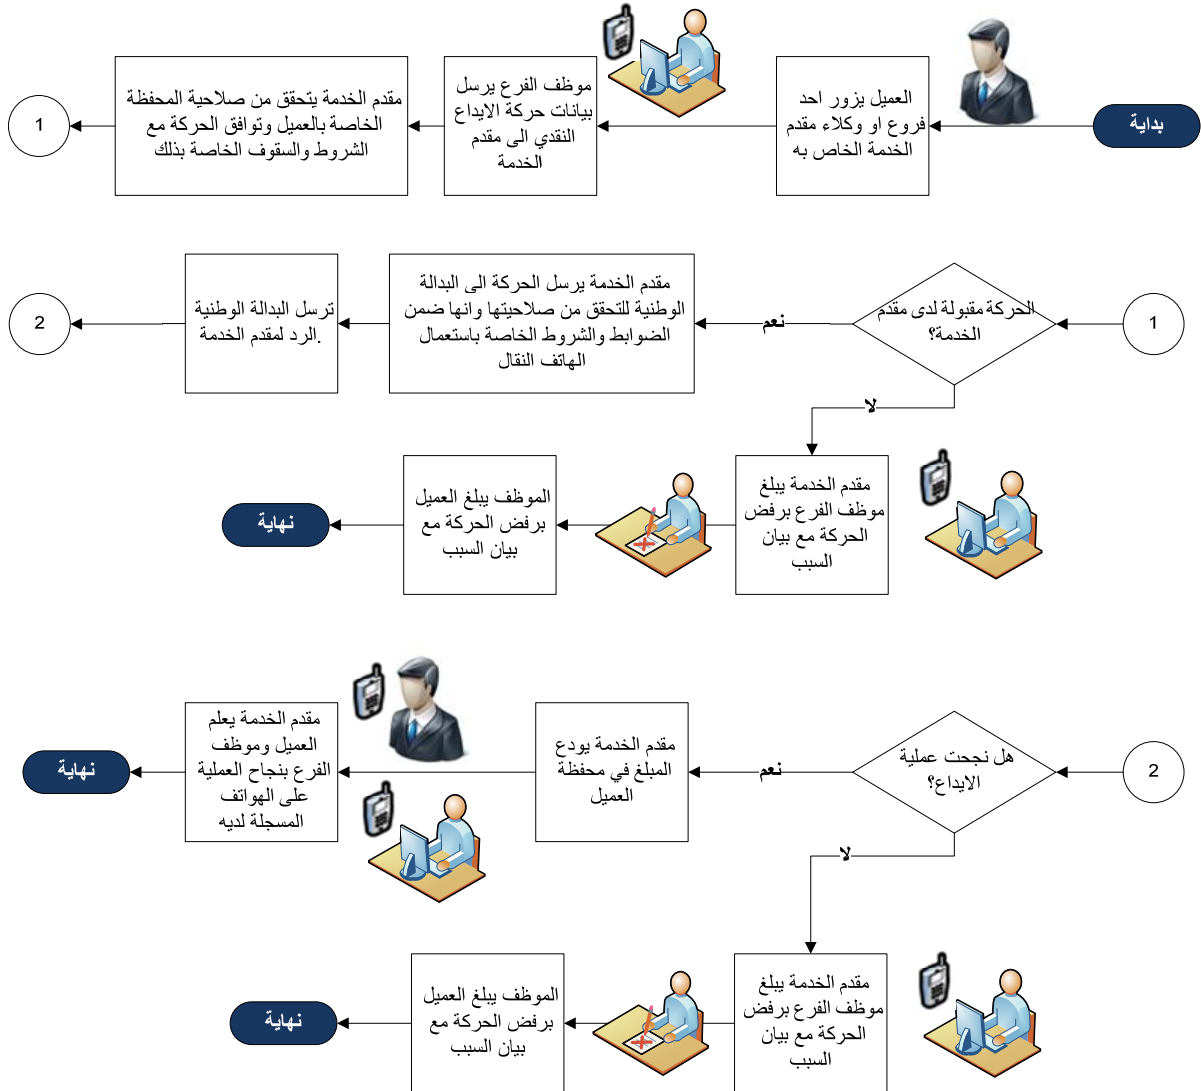 بداية
العميل يزور احد
فروع او وكلاء مقدم
الخدمة الخاص به
موظف الفرع يرسل
بيانات حركة الايداع
النقدي الى مقدم
الخدمة
مقدم الخدمة يتحقق من صلاحية المحفظة
الخاصة بالعميل وتوافق الحركة مع
الشروط والسقوف الخاصة بذلك
1
1
الحركة مقبولة لدى مقدم
الخدمة؟
نعم
مقدم الخدمة يرسل الحركة الى البدالة
الوطنية للتحقق من صلاحيتها وانها ضمن
الضوابط والشروط الخاصة باستعمال
الهاتف النقال
ترسل البدالة الوطنية
الرد لمقدم الخدمة.
2
لا
مقدم الخدمة يبلغ
موظف الفرع برفض
الحركة مع بيان
السبب
الموظف يبلغ العميل
برفض الحركة مع
بيان السبب
نهاية
2
هل نجحت عملية
الايداع؟
نعم
مقدم الخدمة يودع
المبلغ في محفظة
العميل
مقدم الخدمة يعلم
العميل وموظف
الفرع بنجاح العملية
على الهواتف
المسجلة لديه
نهاية
لا
مقدم الخدمة يبلغ
موظف الفرع برفض
الحركة مع بيان
السبب
الموظف يبلغ العميل
برفض الحركة مع
بيان السبب
نهاية